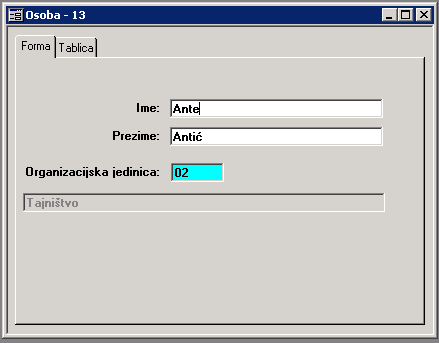 Osoba - 13
Forma Tablica
Ime: Ante
Prezime: Antić
Organizacijska jedinica: 02
Tajništvo